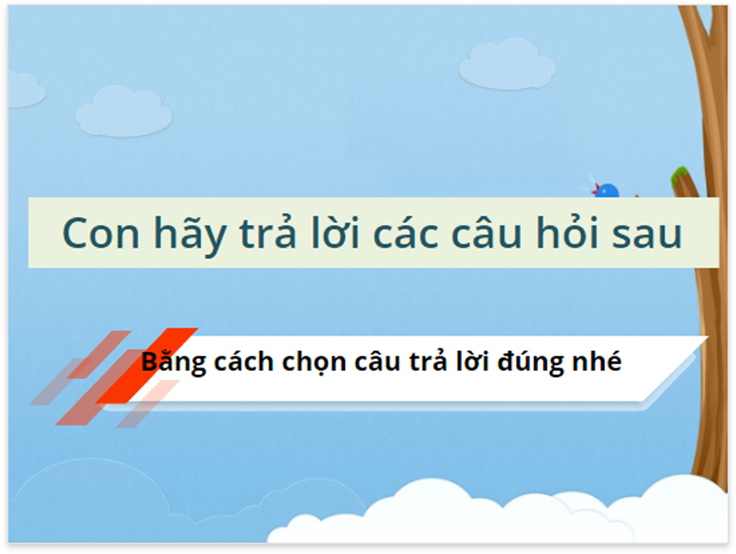 Con hãy trả lời các câu hỏi sau
Bằng cách chọn câu trả lời đúng nhé